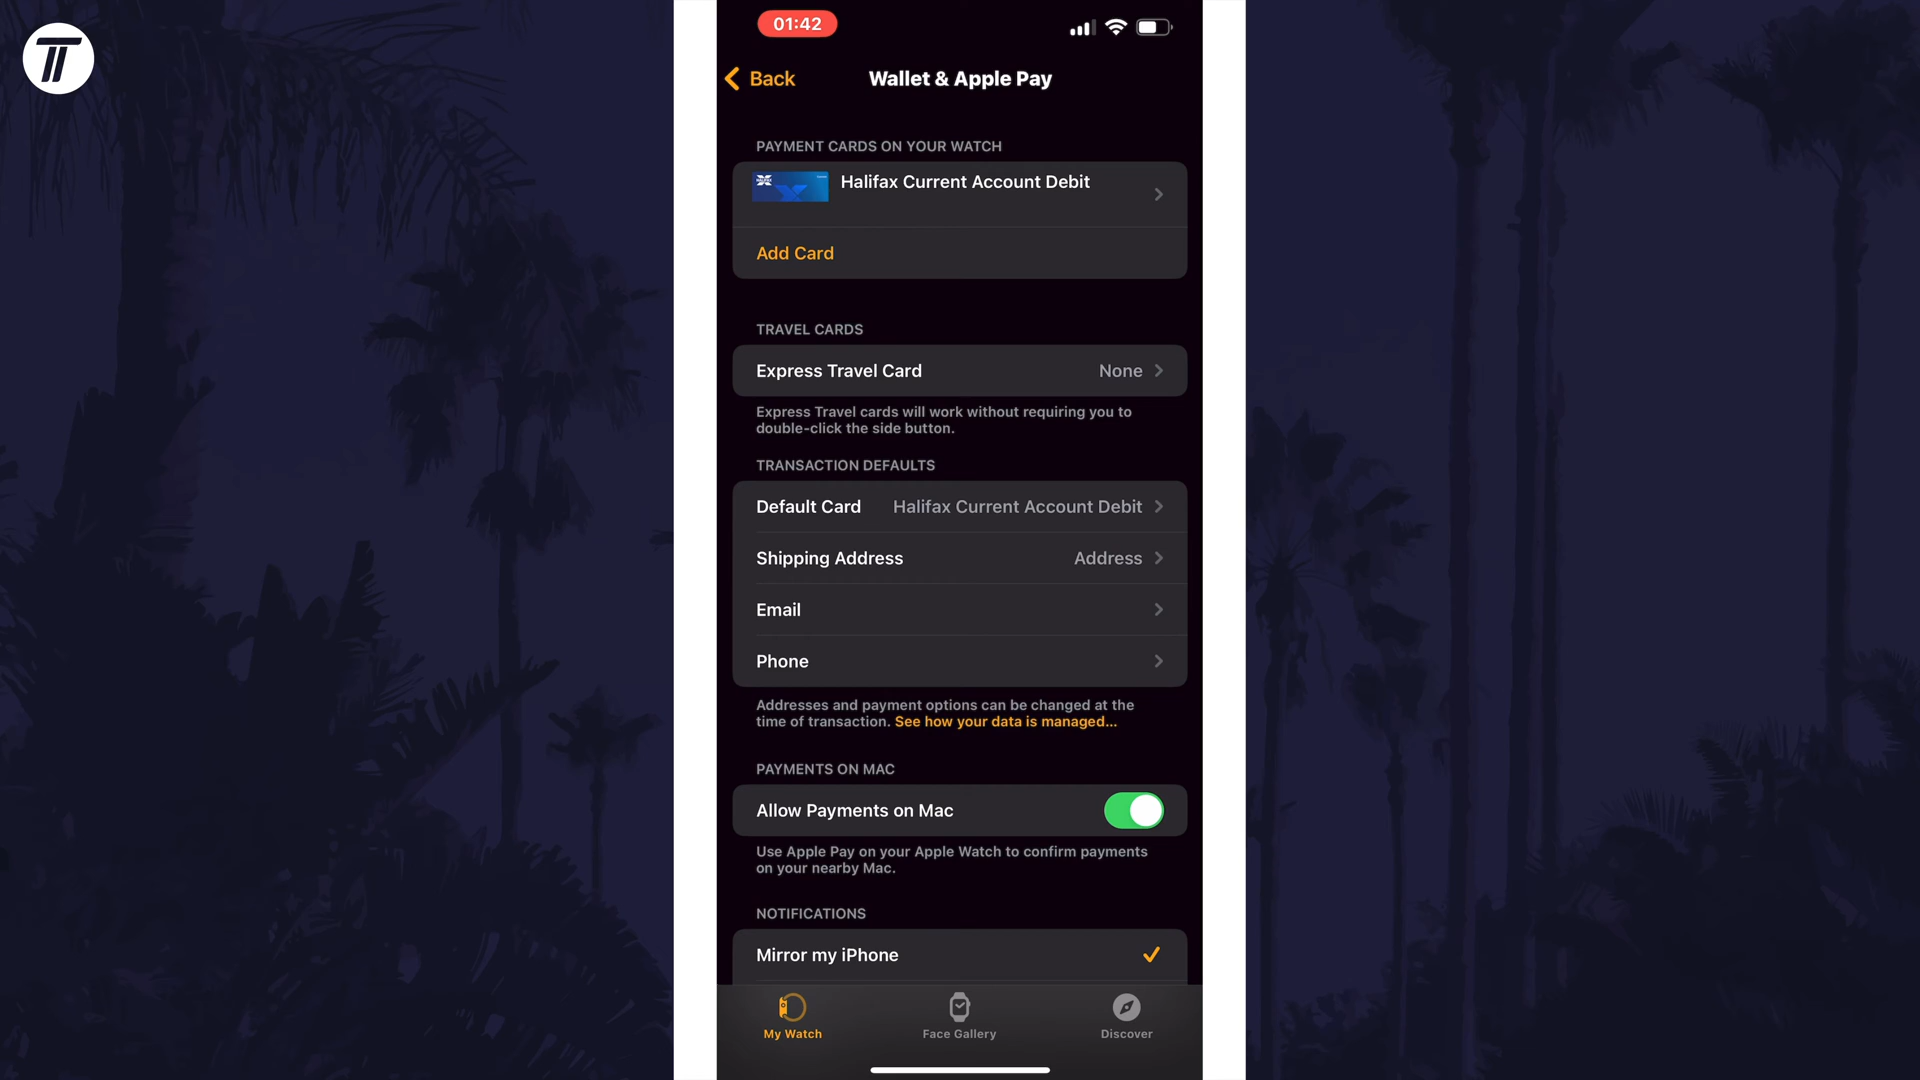 01:42
Back
Wallet & Apple Pay
PAYMENT CARDS ON YOUR WATCH
Halifax Current Account Debit
Add Card
TRAVEL CARDS
Express Travel Card None
Express Travel cards will work without requiring you to
double-click the side button.
TRANSACTION DEFAULTS
Default Card Halifax Current Account Debit
Shipping Address Address
Email
Phone
Addresses and payment options can be changed at the
time of transaction. See how your data is managed...
PAYMENTS ON MAC
Allow Payments on Mac
Use Apple Pay on your Apple Watch to confirm payments
on your nearby Mac.
NOTIFICATIONS
Mirror my iPhone
My Watch
Face Gallery
Discover